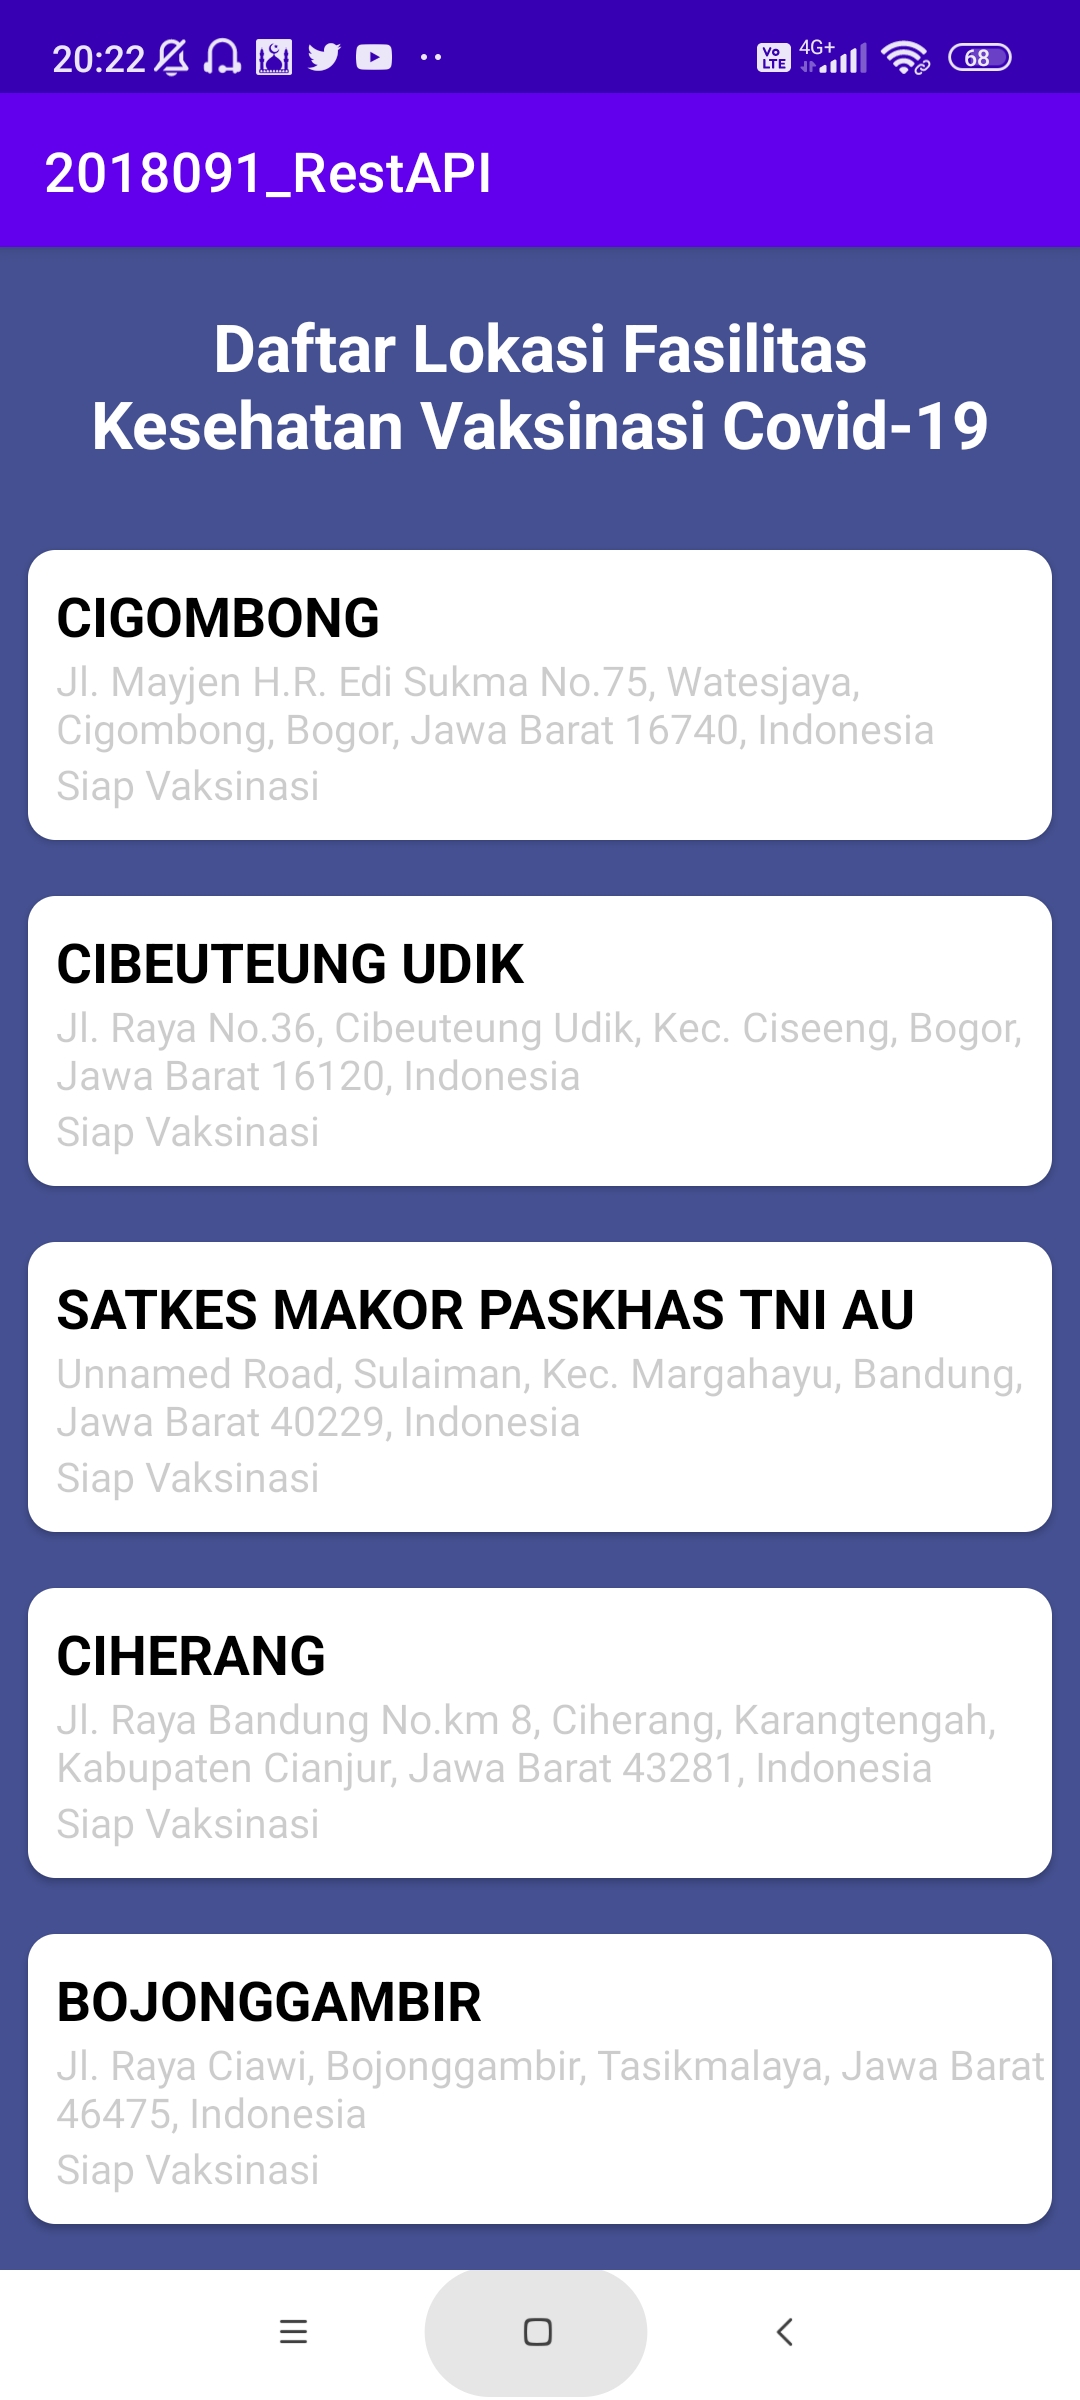 20:22
Vo
LTE
4G+
68
2018091_RestAPI
Daftar Lokasi Fasilitas
Kesehatan Vaksinasi Covid-19
CIGOMBONG
Jl. Mayjen H.R. Edi Sukma No.75, Watesjaya,
Cigombong, Bogor, Jawa Barat 16740, Indonesia
Siap Vaksinasi
CIBEUTEUNG UDIK
Jl. Raya No.36, Cibeuteung Udik, Kec. Ciseeng, Bogor,
Jawa Barat 16120, Indonesia
Siap Vaksinasi
SATKES MAKOR PASKHAS TNI AU
Unnamed Road, Sulaiman, Kec. Margahayu, Bandung,
Jawa Barat 40229, Indonesia
Siap Vaksinasi
CIHERANG
Jl. Raya Bandung No.km 8, Ciherang, Karangtengah,
Kabupaten Cianjur, Jawa Barat 43281, Indonesia
Siap Vaksinasi
BOJONGGAMBIR
Jl. Raya Ciawi, Bojonggambir, Tasikmalaya, Jawa Barat
46475, Indonesia
Siap Vaksinasi